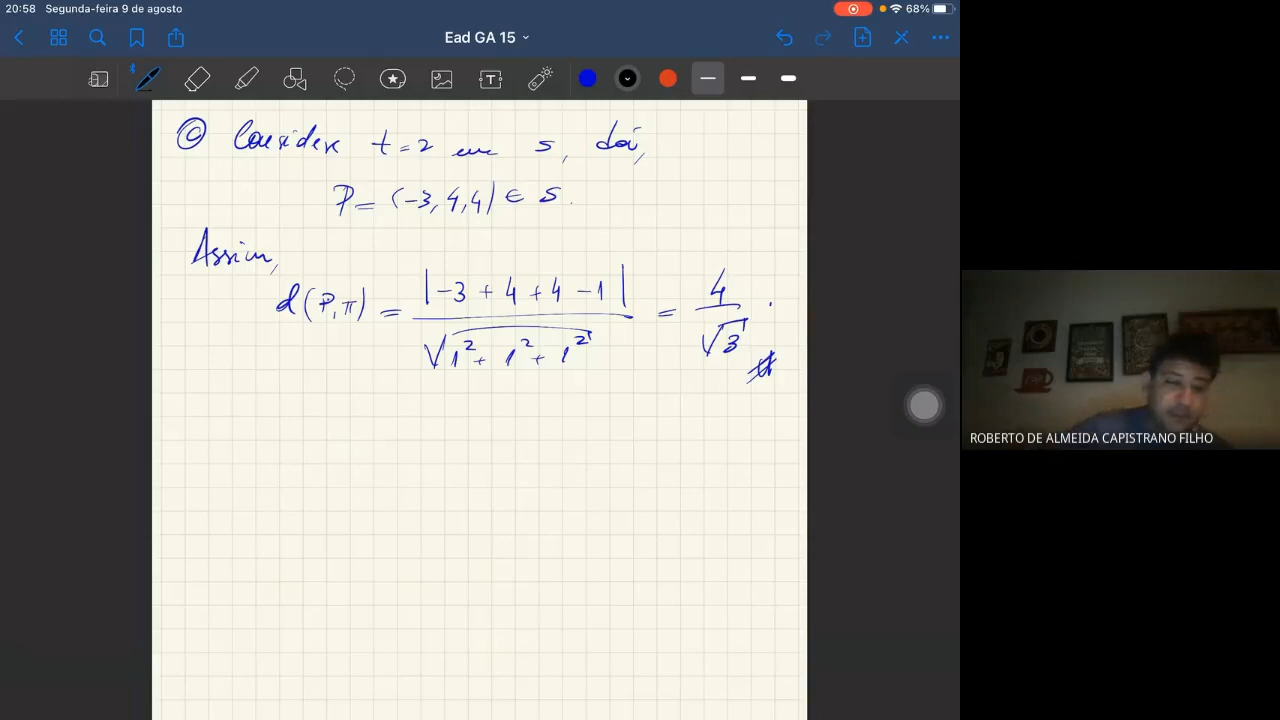 20:58 Segunda-feira 9 de agosto
68%
Ead GA 15
T
© Considere t=2 em s, daí,
P = (-3,4,4) ∈ s.
Assim,
d(P,π) = |-3 + 4 + 4 - 1| / √1² + 1² + 1² = 4/√3 .
ROBERTO DE ALMEIDA CAPISTRANO FILHO